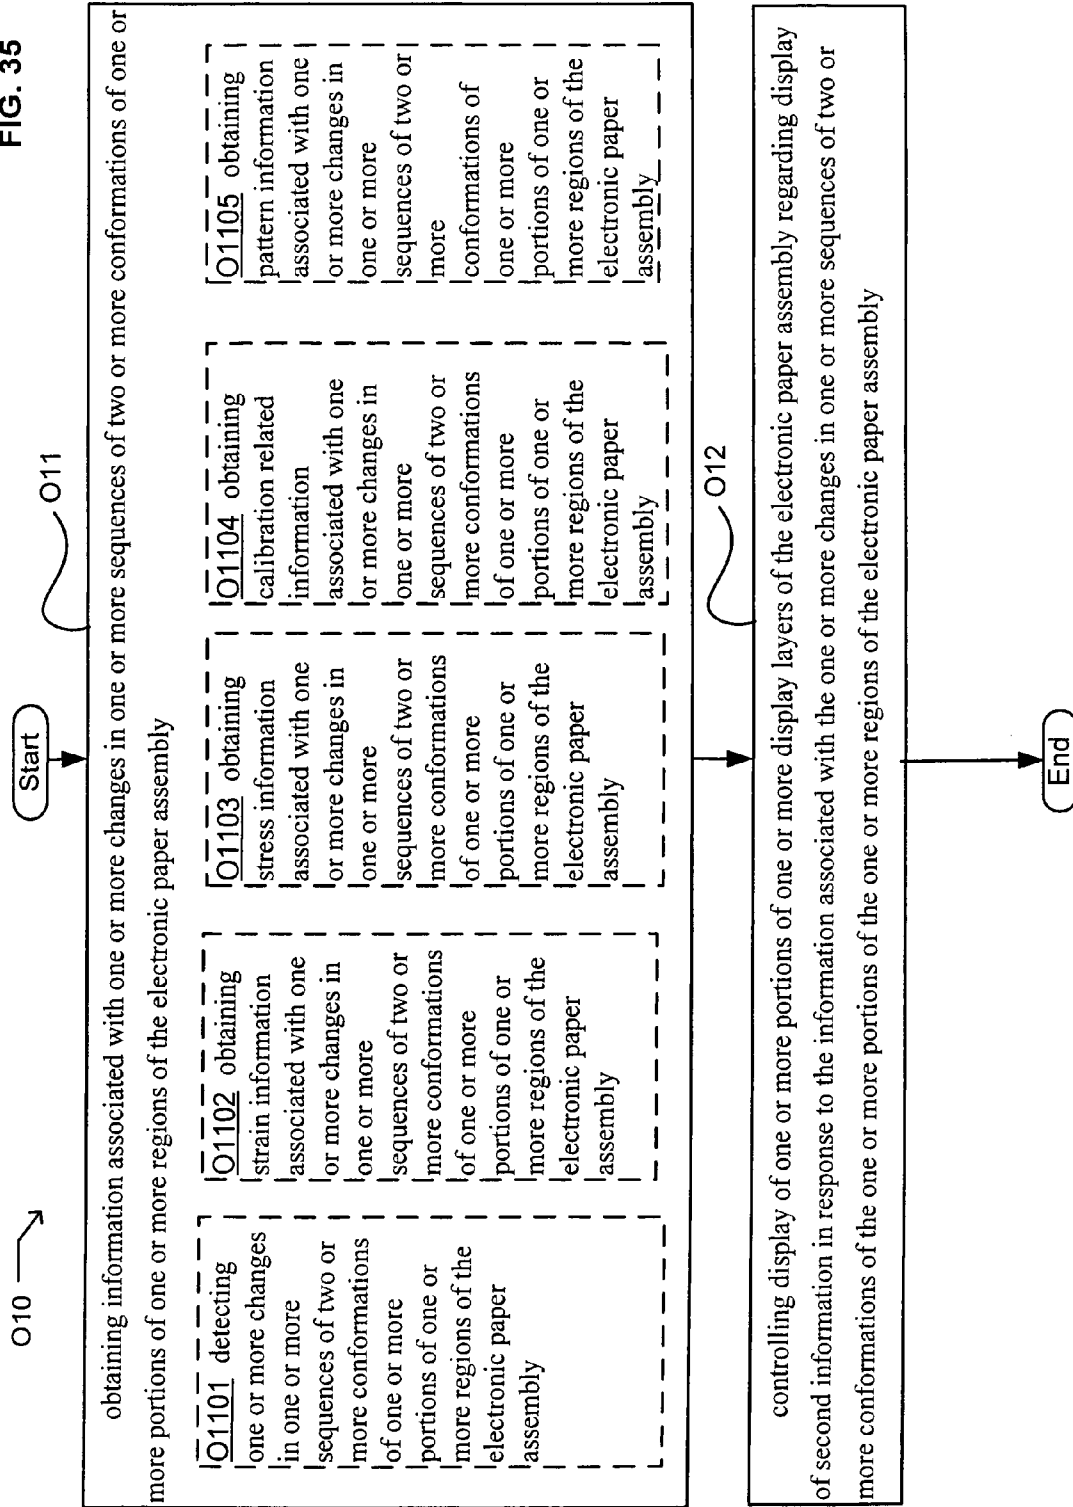 FIG. 35
O10
Start
O11
obtaining information associated with one or more changes in one or more sequences of two or more conformations of one or
more portions of one or more regions of the electronic paper assembly
O1101 detecting
one or more changes
in one or more
sequences of two or
more conformations
of one or more
portions of one or
more regions of the
electronic paper
assembly
O1102 obtaining
strain information
associated with one
or more changes in
one or more
sequences of two or
more conformations
of one or more
portions of one or
more regions of the
electronic paper
assembly
O1103 obtaining
stress information
associated with one
or more changes in
one or more
sequences of two or
more conformations
of one or more
portions of one or
more regions of the
electronic paper
assembly
O1104 obtaining
calibration related
information
associated with one
or more changes in
one or more
sequences of two or
more conformations
of one or more
portions of one or
more regions of the
electronic paper
assembly
O1105 obtaining
pattern information
associated with one
or more changes in
one or more
sequences of two or
more
conformations of
one or more
portions of one or
more regions of the
electronic paper
assembly
O12
controlling display of one or more portions of one or more display layers of the electronic paper assembly regarding display
of second information in response to the information associated with the one or more changes in one or more sequences of two or
more conformations of the one or more portions of the one or more regions of the electronic paper assembly
End